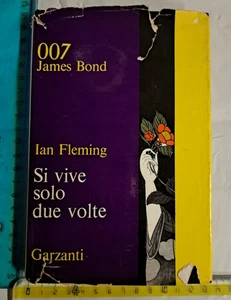 007
James Bond
Ian Fleming
Si vive
solo
due volte
Garzanti